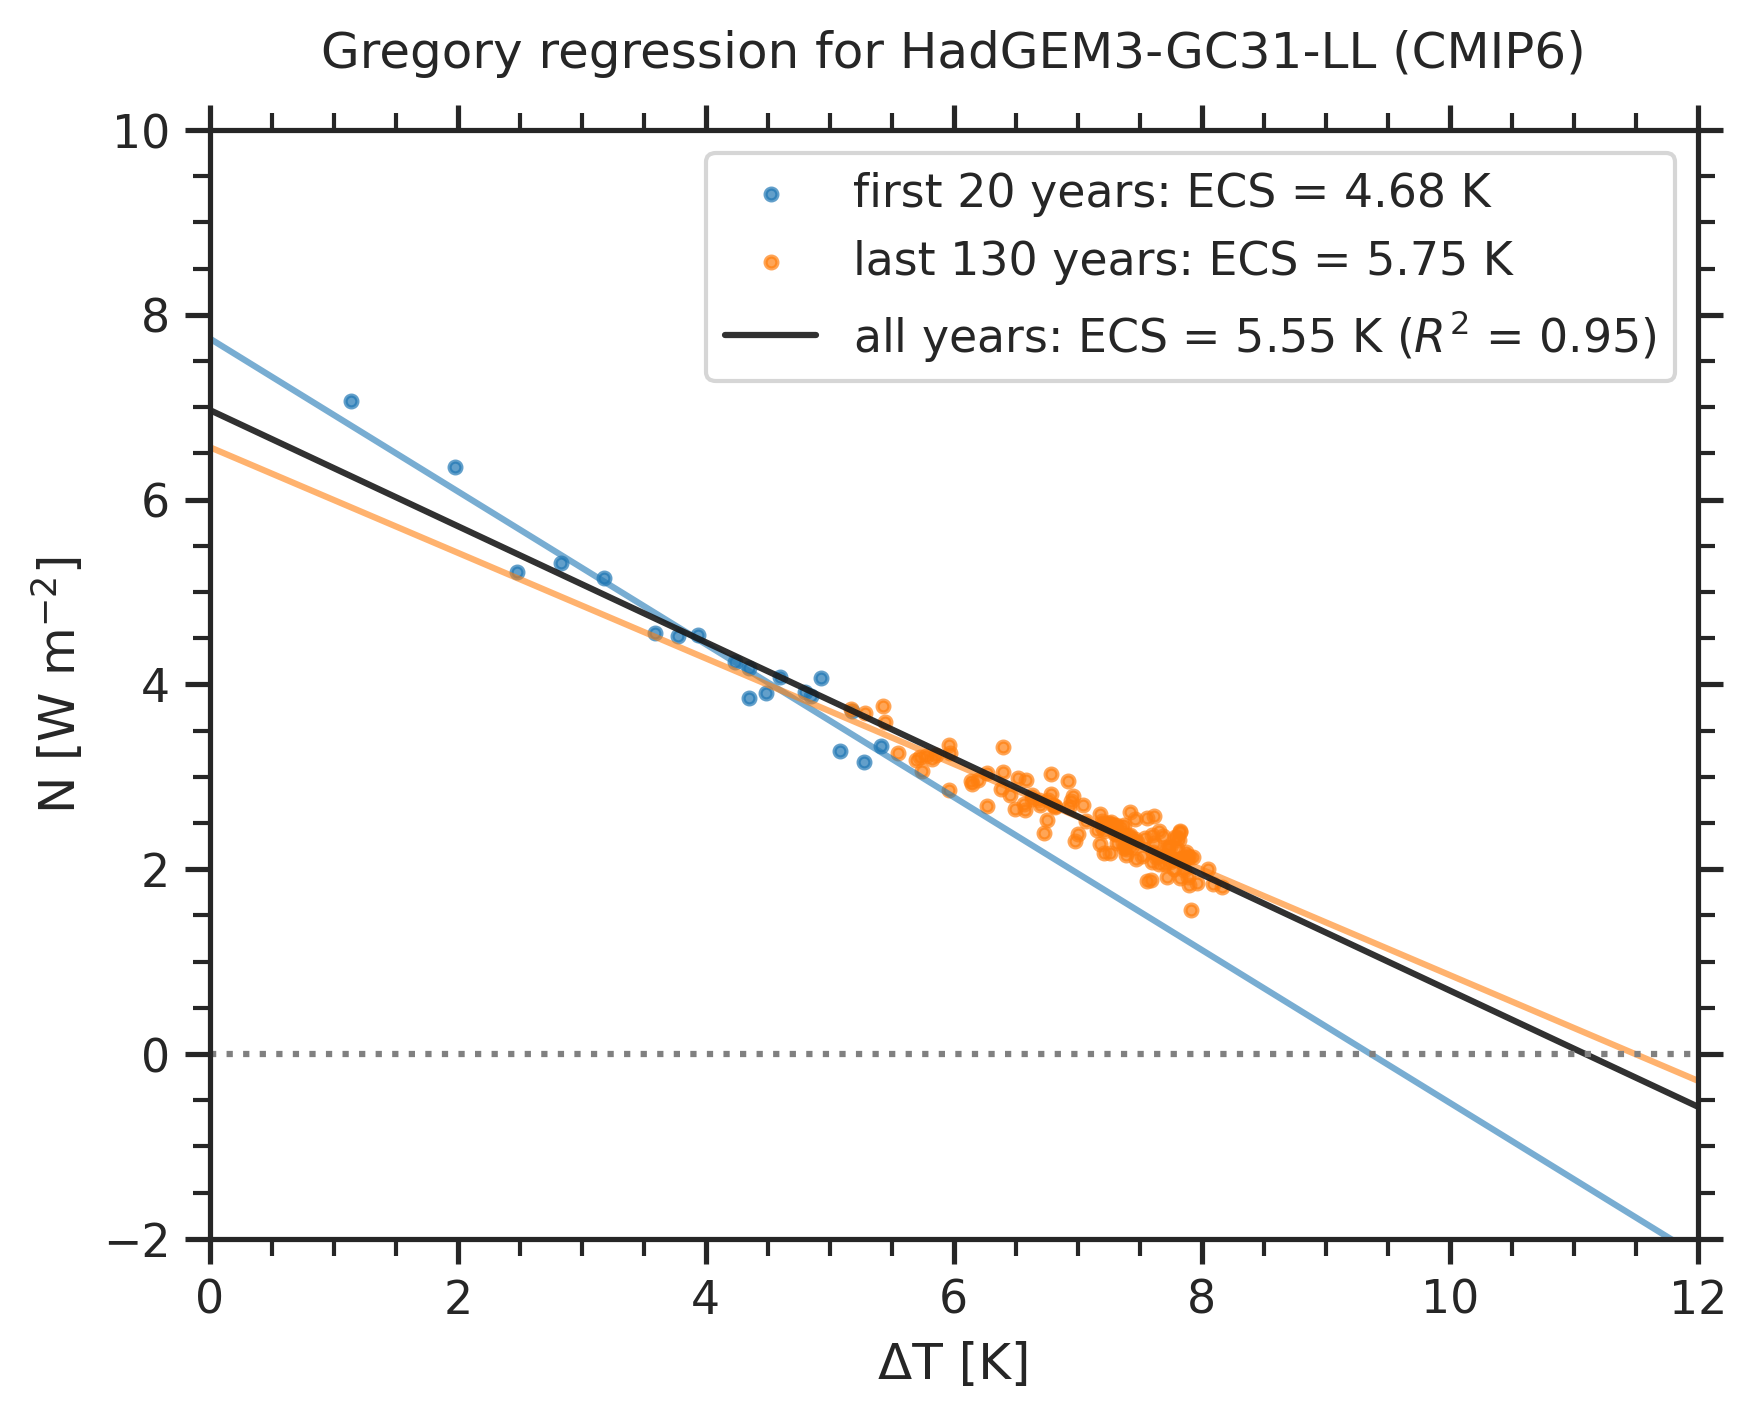 Gregory regression for HadGEM3-GC31-LL (CMIP6)
first 20 years: ECS = 4.68 K
last 130 years: ECS = 5.75 K
all years: ECS = 5.55 K (R² = 0.95)
N [W m⁻²]
10
8
6
4
2
0
−2
0 2 4 6 8 10 12
ΔT [K]